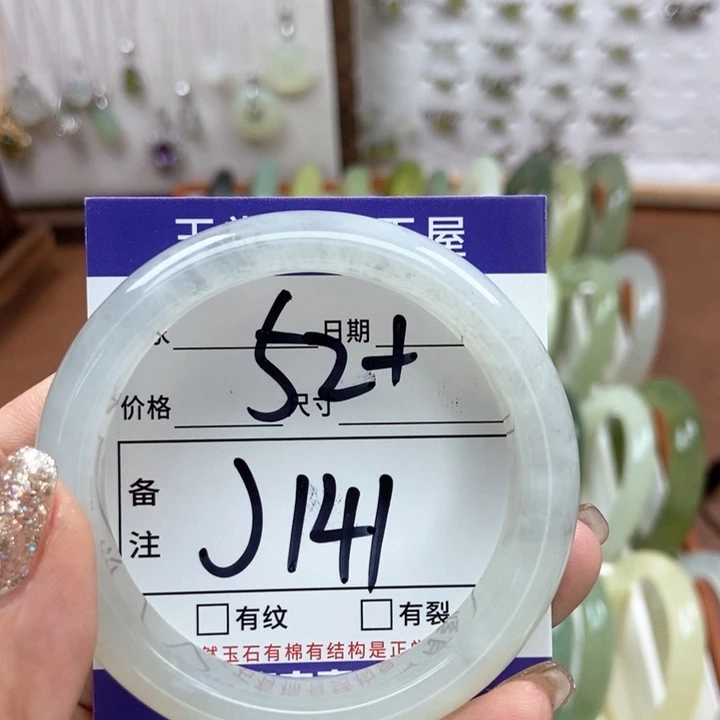 屋
日期
52+
价格 尺寸
备注
J141
□有纹 □有裂
然玉石有棉有结构是正